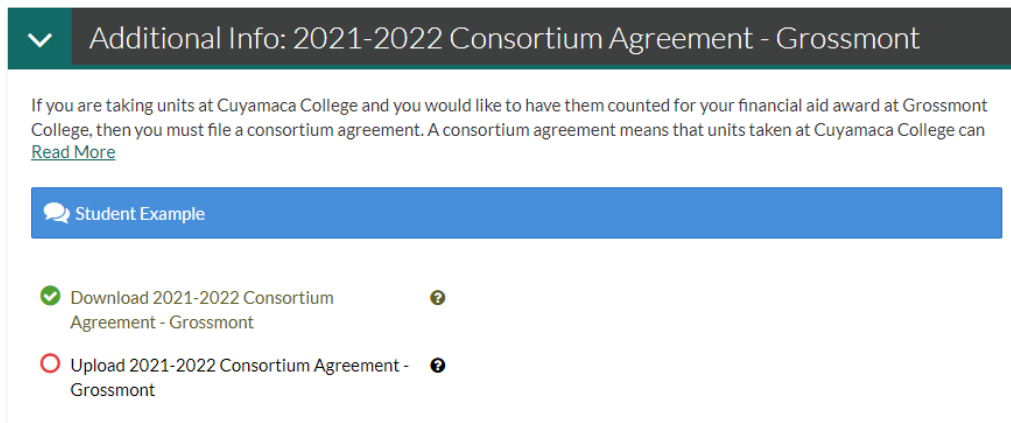 Additional Info: 2021-2022 Consortium Agreement - Grossmont
If you are taking units at Cuyamaca College and you would like to have them counted for your financial aid award at Grossmont
College, then you must file a consortium agreement. A consortium agreement means that units taken at Cuyamaca College can
Read More
Student Example
Download 2021-2022 Consortium
Agreement - Grossmont
Upload 2021-2022 Consortium Agreement -
Grossmont